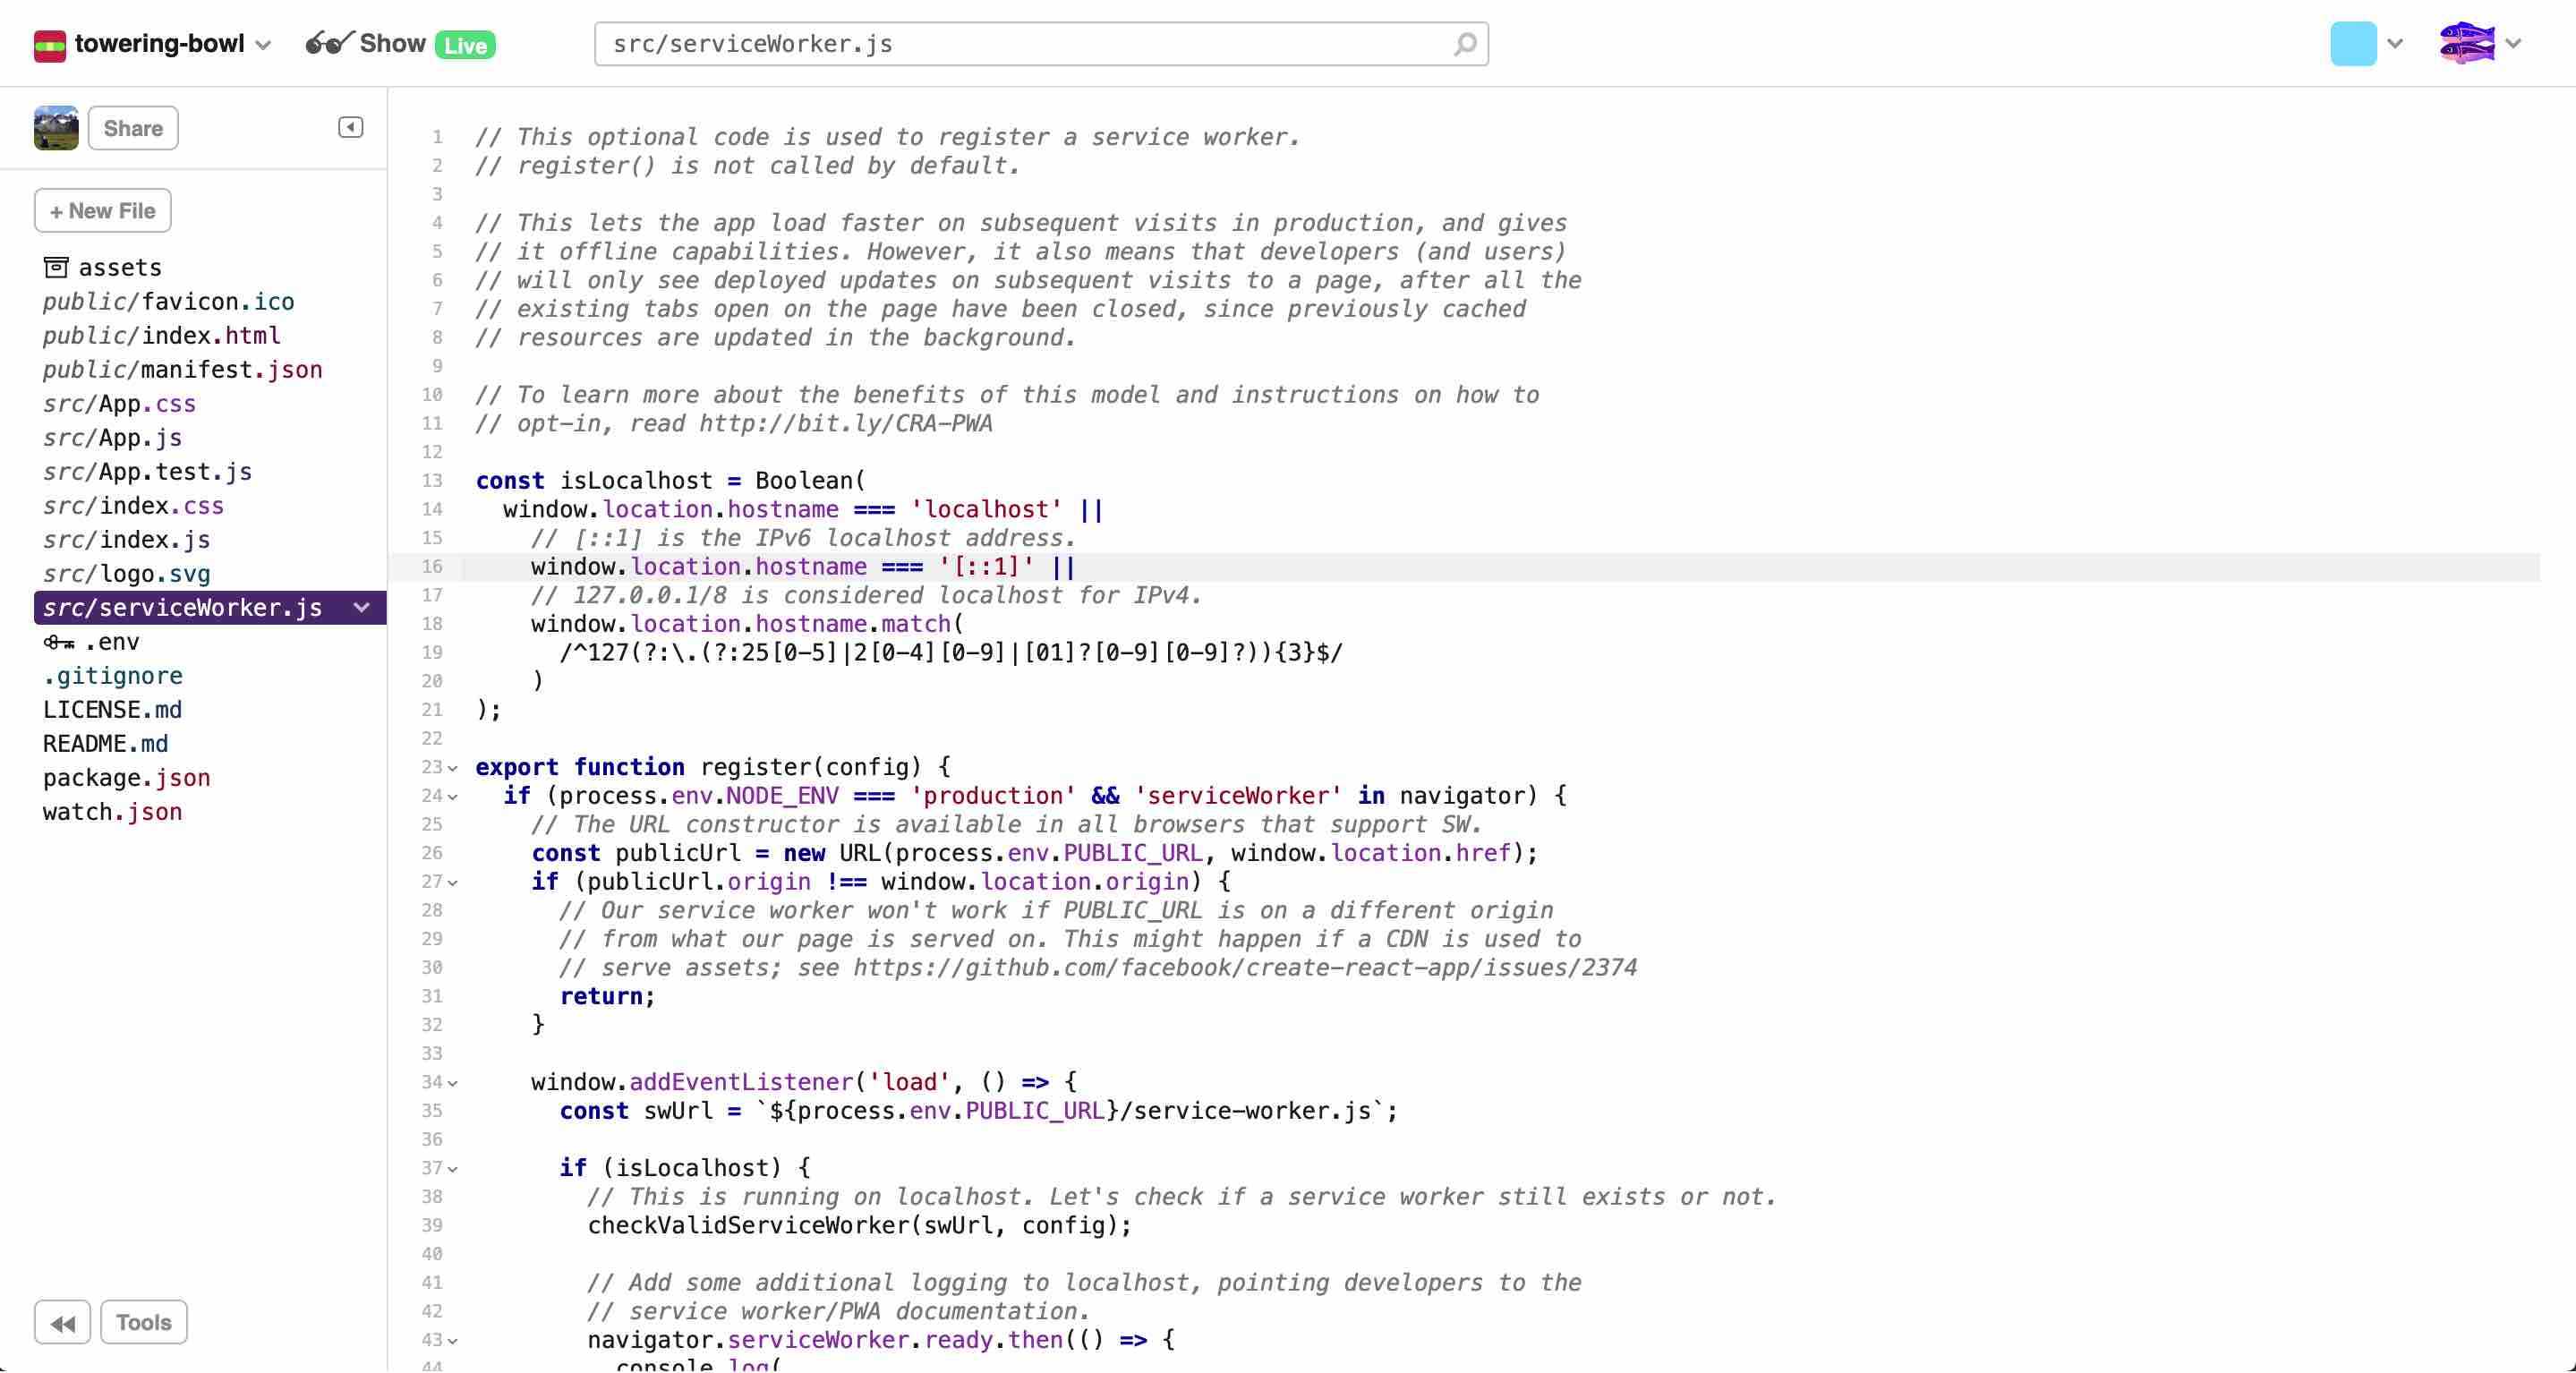 towering-bowl
Show Live
src/serviceWorker.js
Share
+ New File
assets
public/favicon.ico
public/index.html
public/manifest.json
src/App.css
src/App.js
src/App.test.js
src/index.css
src/index.js
src/logo.svg
src/serviceWorker.js
.env
.gitignore
LICENSE.md
README.md
package.json
watch.json
Tools
1 // This optional code is used to register a service worker.
2 // register() is not called by default.
3
4 // This lets the app load faster on subsequent visits in production, and gives
5 // it offline capabilities. However, it also means that developers (and users)
6 // will only see deployed updates on subsequent visits to a page, after all the
7 // existing tabs open on the page have been closed, since previously cached
8 // resources are updated in the background.
9
10 // To learn more about the benefits of this model and instructions on how to
11 // opt-in, read http://bit.ly/CRA-PWA
12
13 const isLocalhost = Boolean(
14 window.location.hostname === 'localhost' ||
15 // [::1] is the IPv6 localhost address.
16 window.location.hostname === '[::1]' ||
17 // 127.0.0.1/8 is considered localhost for IPv4.
18 window.location.hostname.match(
19 /^127(?:\.(?:25[0-5]|2[0-4][0-9]|[01]?[0-9][0-9]?)){3}$/
20 )
21 );
22
23 export function register(config) {
24 if (process.env.NODE_ENV === 'production' && 'serviceWorker' in navigator) {
25 // The URL constructor is available in all browsers that support SW.
26 const publicUrl = new URL(process.env.PUBLIC_URL, window.location.href);
27 if (publicUrl.origin !== window.location.origin) {
28 // Our service worker won't work if PUBLIC_URL is on a different origin
29 // from what our page is served on. This might happen if a CDN is used to
30 // serve assets; see https://github.com/facebook/create-react-app/issues/2374
31 return;
32 }
33
34 window.addEventListener('load', () => {
35 const swUrl = `${process.env.PUBLIC_URL}/service-worker.js`;
36
37 if (isLocalhost) {
38 // This is running on localhost. Let's check if a service worker still exists or not.
39 checkValidServiceWorker(swUrl, config);
40
41 // Add some additional logging to localhost, pointing developers to the
42 // service worker/PWA documentation.
43 navigator.serviceWorker.ready.then(() => {
44 console.log(